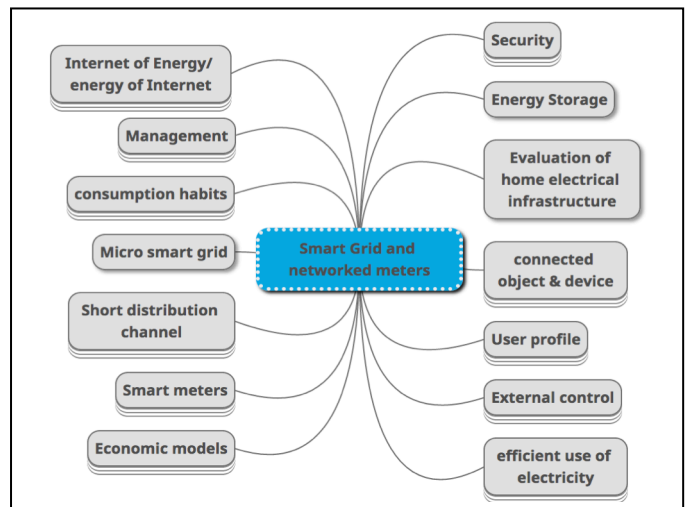 Internet of Energy/
energy of Internet
Management
consumption habits
Micro smart grid
Short distribution
channel
Smart meters
Economic models
Smart Grid and
networked meters
Security
Energy Storage
Evaluation of
home electrical
infrastructure
connected
object & device
User profile
External control
efficient use of
electricity